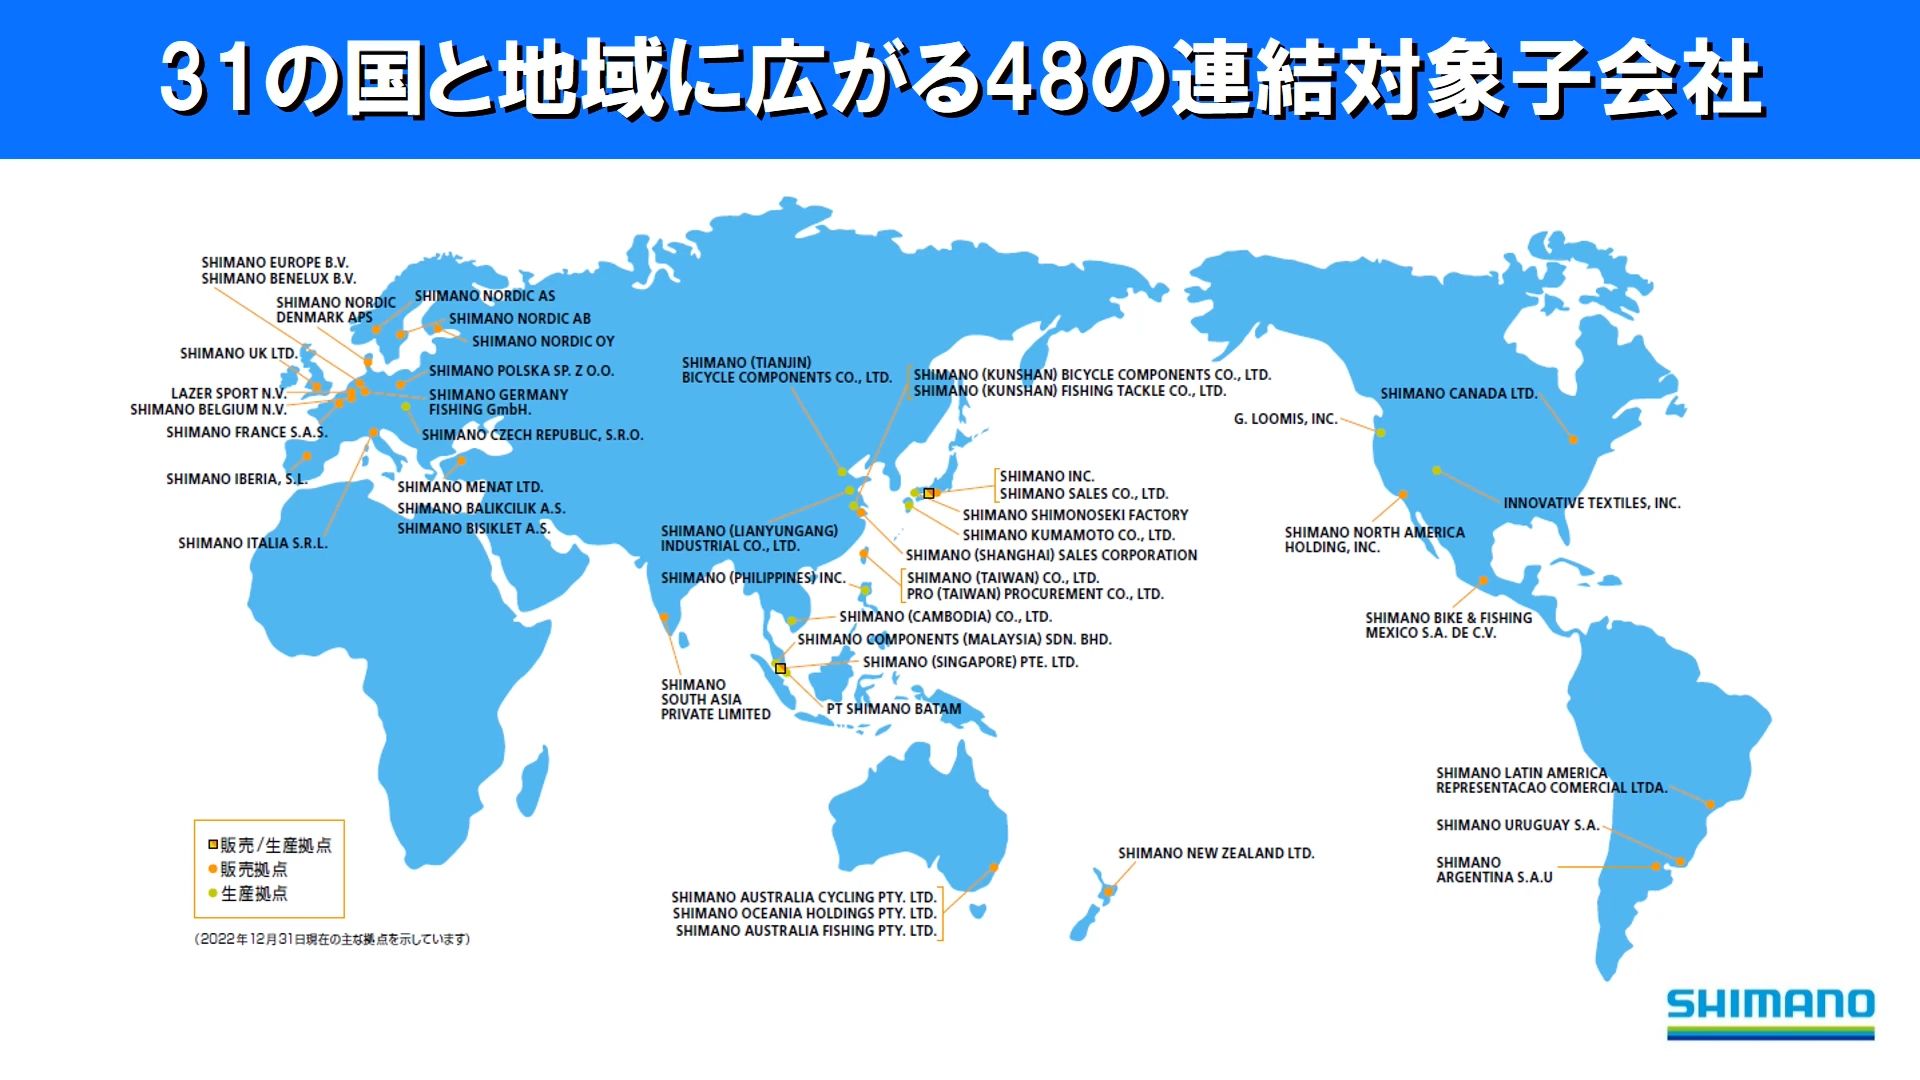 31の国と地域に広がる48の連結対象子会社
SHIMANO EUROPE B.V.
SHIMANO BENELUX B.V.
SHIMANO NORDIC
DENMARK APS
SHIMANO NORDIC AS
SHIMANO NORDIC AB
SHIMANO NORDIC OY
SHIMANO UK LTD.
SHIMANO POLSKA SP. Z O.O.
LAZER SPORT N.V.
SHIMANO BELGIUM N.V.
SHIMANO GERMANY
FISHING GmbH.
SHIMANO FRANCE S.A.S.
SHIMANO CZECH REPUBLIC, S.R.O.
SHIMANO IBERIA, S.L.
SHIMANO MENAT LTD.
SHIMANO BALIKCILIK A.S.
SHIMANO BISIKLET A.S.
SHIMANO ITALIA S.R.L.
SHIMANO (TIANJIN)
BICYCLE COMPONENTS CO., LTD.
SHIMANO (KUNSHAN) BICYCLE COMPONENTS CO., LTD.
SHIMANO (KUNSHAN) FISHING TACKLE CO., LTD.
SHIMANO INC.
SHIMANO SALES CO., LTD.
SHIMANO SHIMONOSEKI FACTORY
SHIMANO KUMAMOTO CO., LTD.
SHIMANO (LIANYUNGANG)
INDUSTRIAL CO., LTD.
SHIMANO (SHANGHAI) SALES CORPORATION
SHIMANO (PHILIPPINES) INC.
SHIMANO (TAIWAN) CO., LTD.
PRO (TAIWAN) PROCUREMENT CO., LTD.
SHIMANO (CAMBODIA) CO., LTD.
SHIMANO COMPONENTS (MALAYSIA) SDN. BHD.
SHIMANO (SINGAPORE) PTE. LTD.
SHIMANO
SOUTH ASIA
PRIVATE LIMITED
PT SHIMANO BATAM
SHIMANO CANADA LTD.
G. LOOMIS, INC.
INNOVATIVE TEXTILES, INC.
SHIMANO NORTH AMERICA
HOLDING, INC.
SHIMANO BIKE & FISHING
MEXICO S.A. DE C.V.
SHIMANO LATIN AMERICA
REPRESENTACAO COMERCIAL LTDA.
SHIMANO URUGUAY S.A.
SHIMANO
ARGENTINA S.A.U
SHIMANO NEW ZEALAND LTD.
SHIMANO AUSTRALIA CYCLING PTY. LTD.
SHIMANO OCEANIA HOLDINGS PTY. LTD.
SHIMANO AUSTRALIA FISHING PTY. LTD.
販売/生産拠点
販売拠点
生産拠点
(2022年12月31日現在の主な拠点を示しています)
SHIMANO